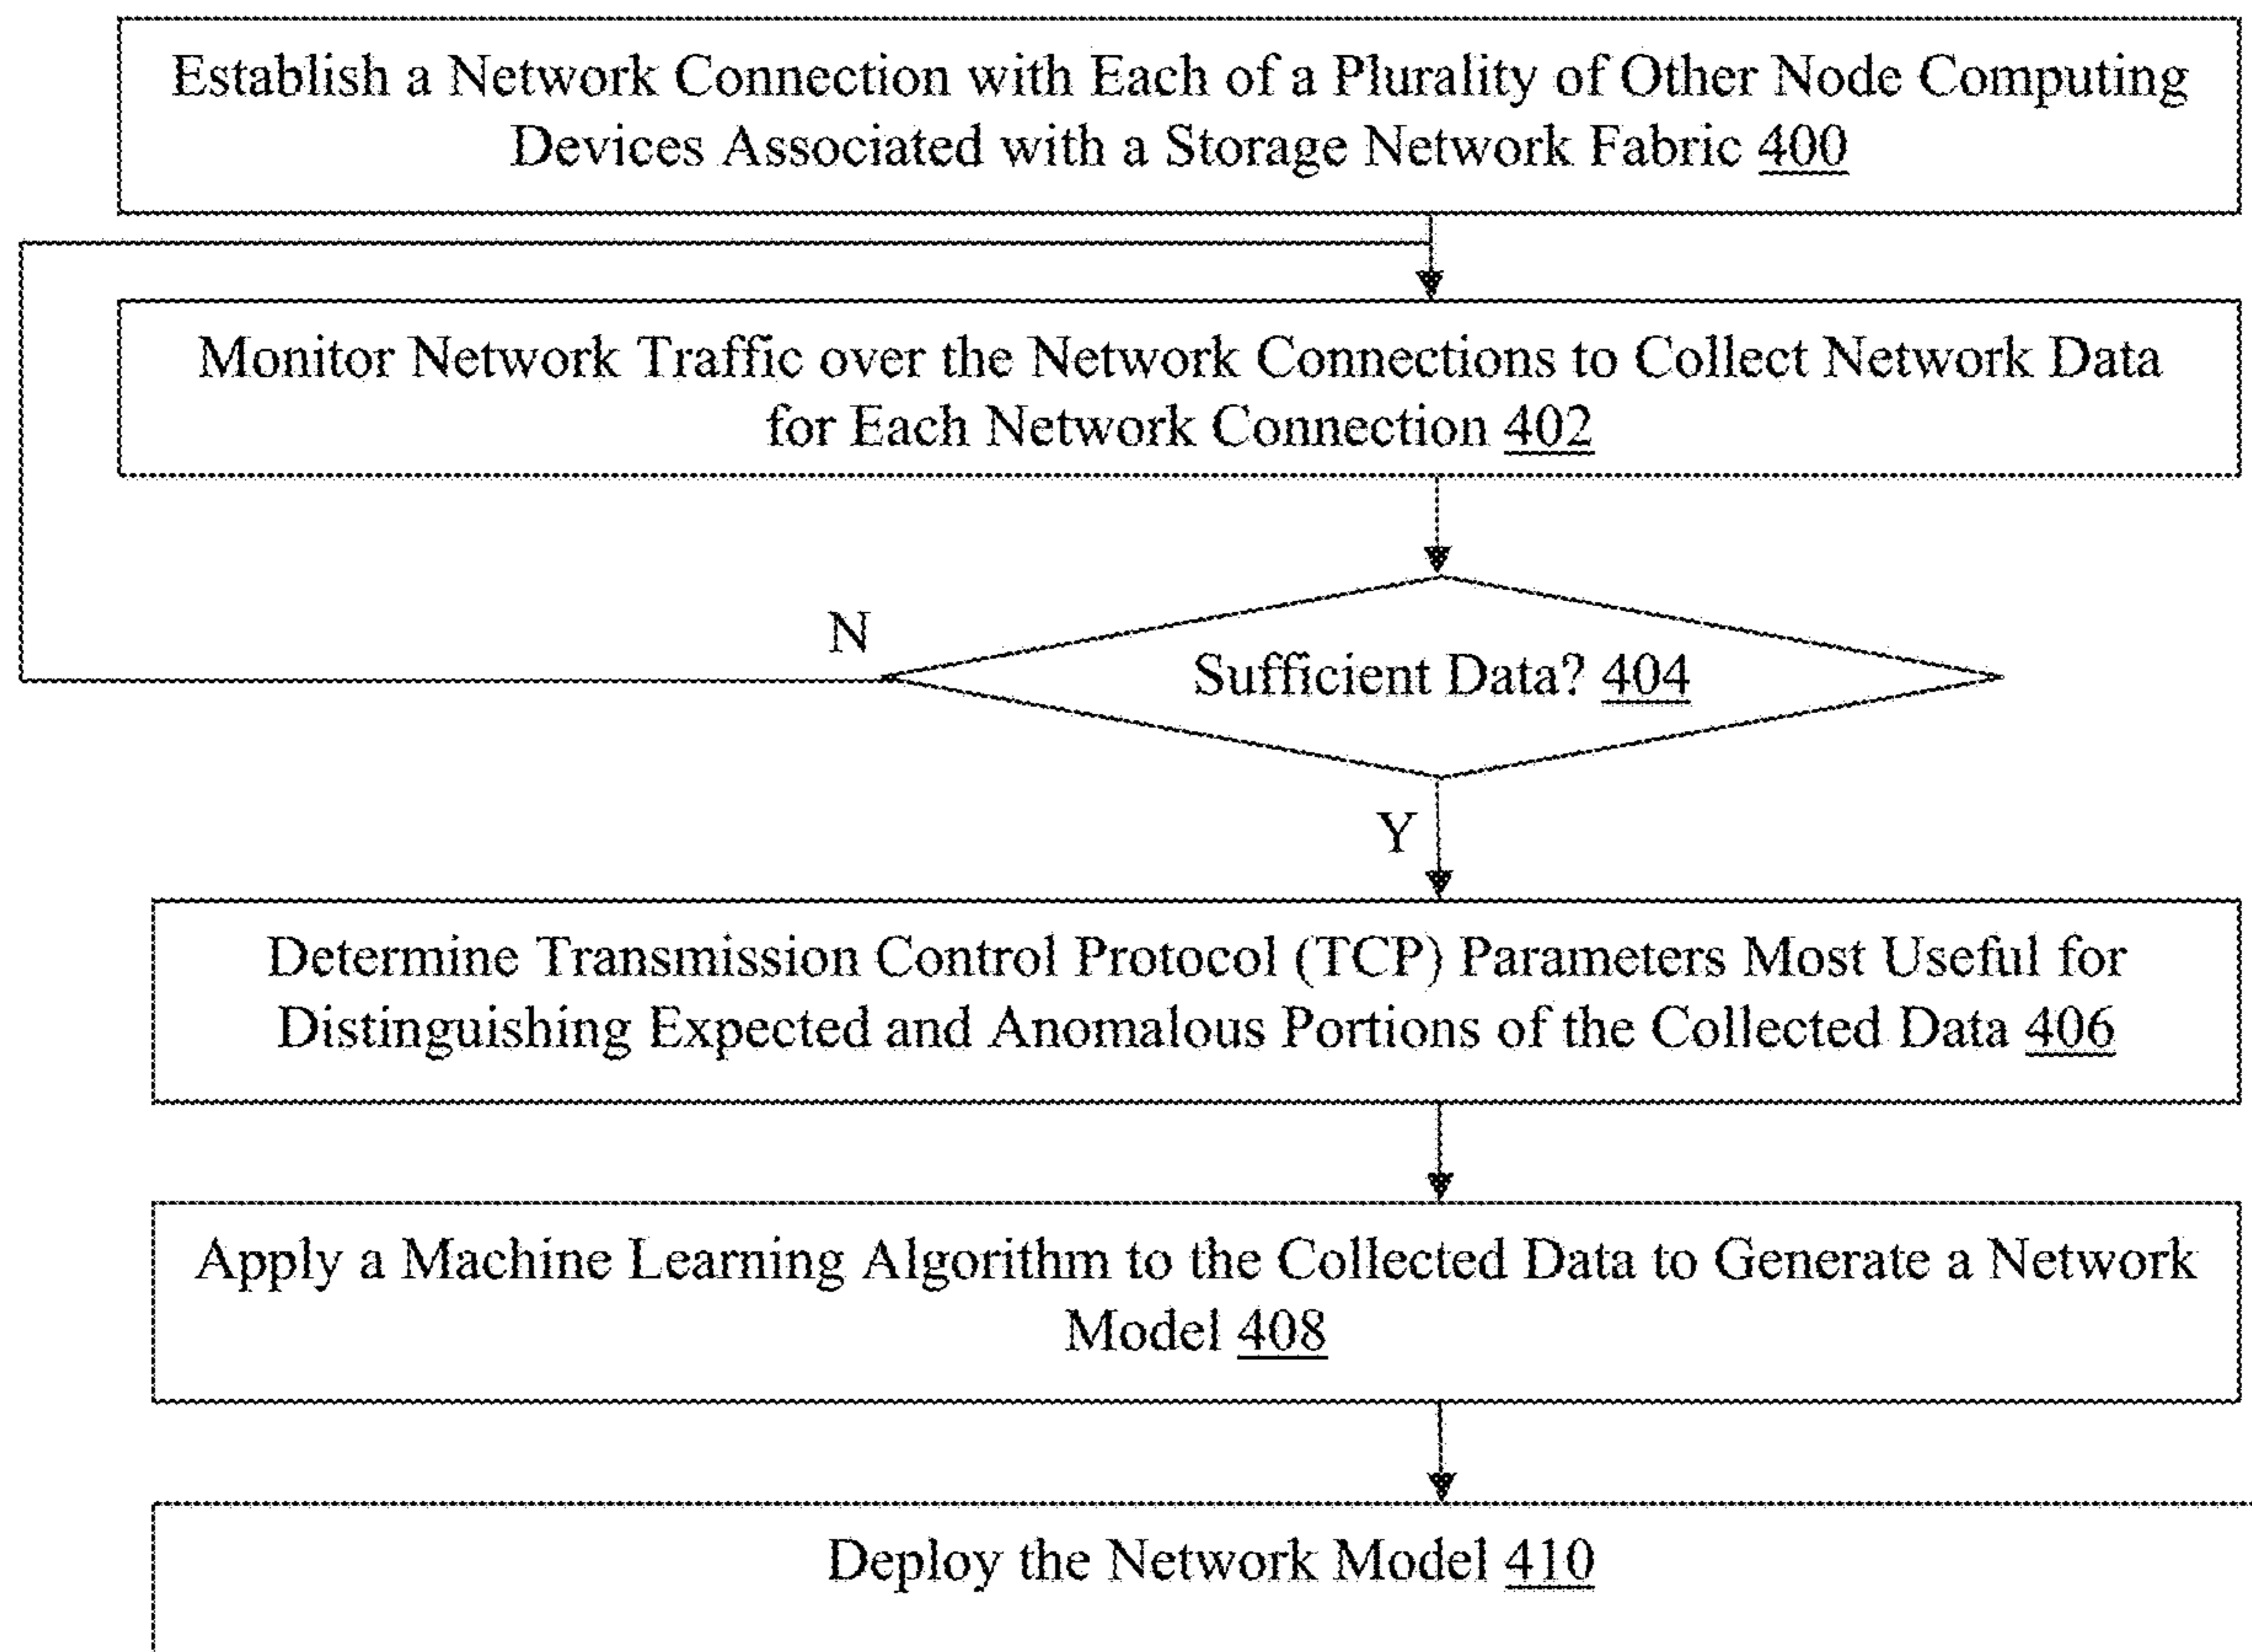 Establish a Network Connection with Each of a Plurality of Other Node Computing
Devices Associated with a Storage Network Fabric 400
Monitor Network Traffic over the Network Connections to Collect Network Data
for Each Network Connection 402
N
Sufficient Data? 404
Y
Determine Transmission Control Protocol (TCP) Parameters Most Useful for
Distinguishing Expected and Anomalous Portions of the Collected Data 406
Apply a Machine Learning Algorithm to the Collected Data to Generate a Network
Model 408
Deploy the Network Model 410